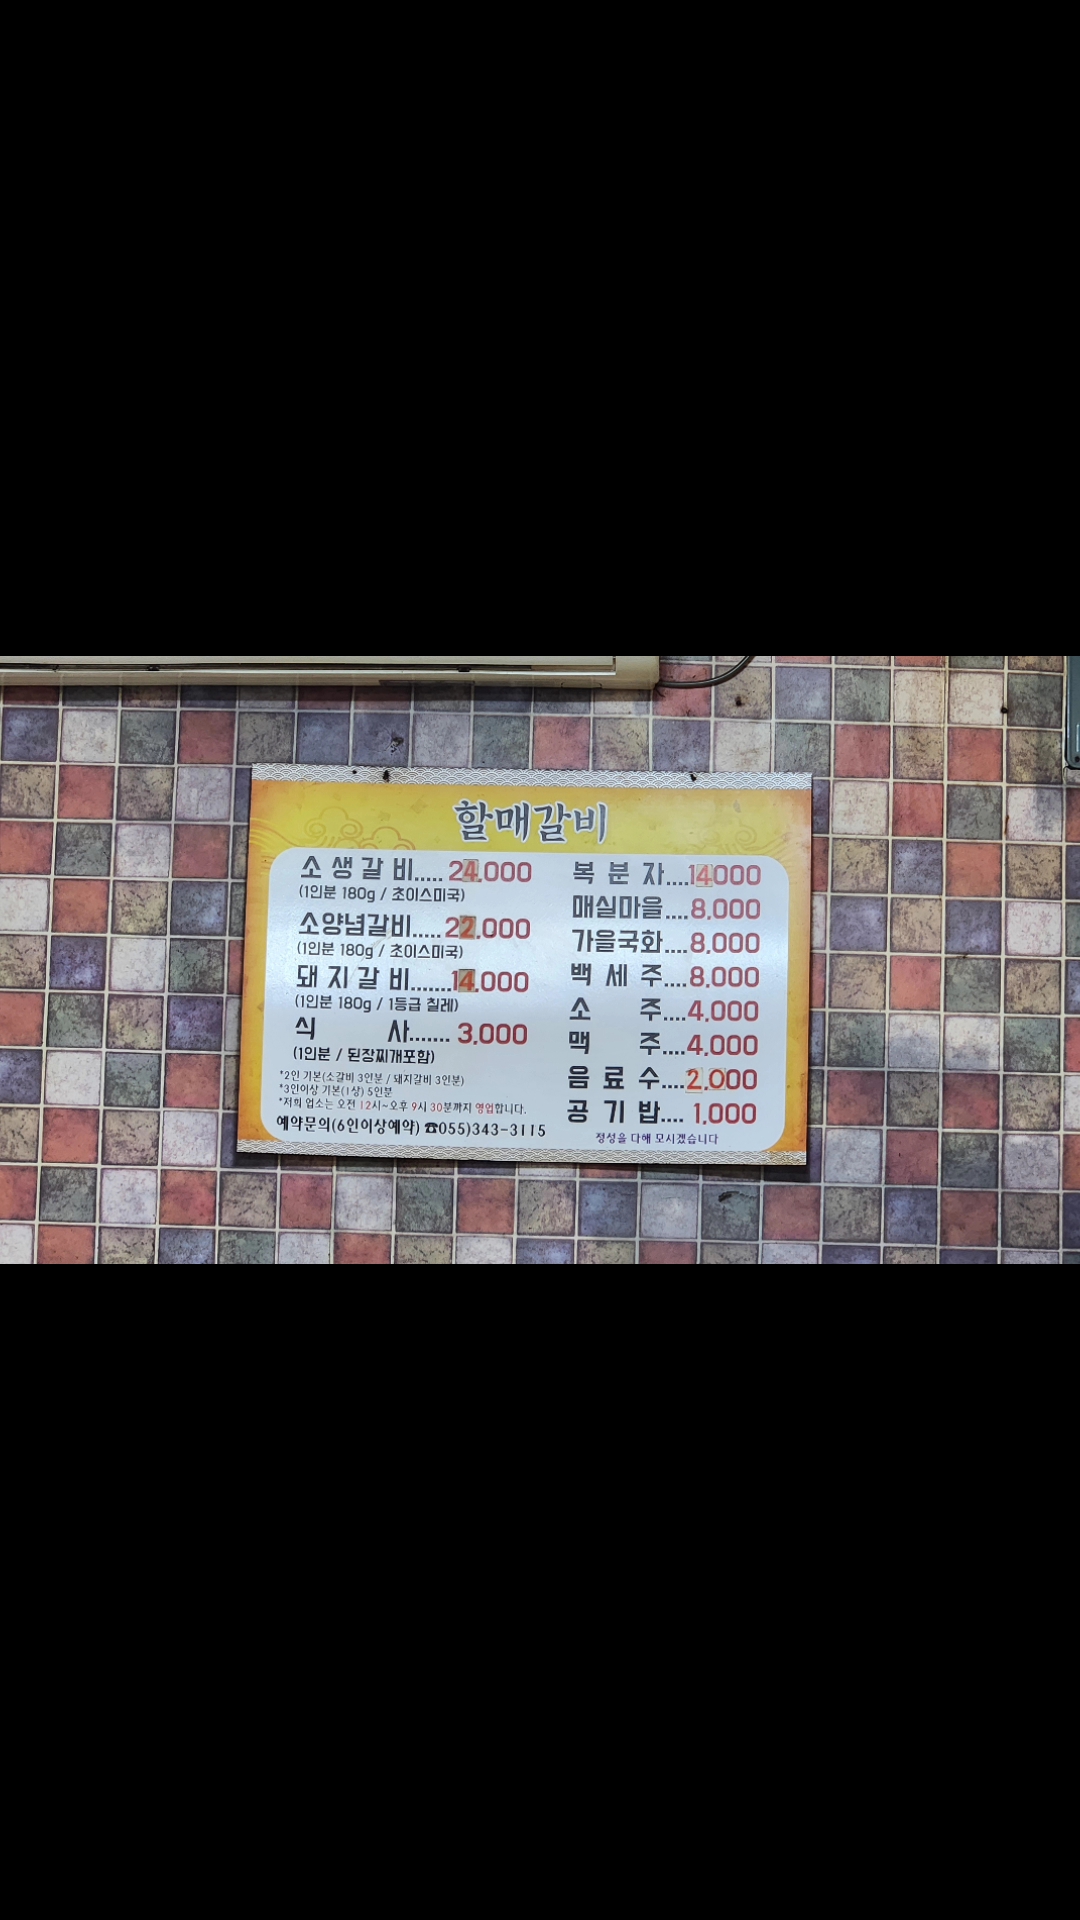 할매갈비
소생갈비..... 24,000
(1인분 180g / 초이스미국)
소양념갈비..... 22,000
(1인분 180g / 초이스미국)
돼지갈비.......14,000
(1인분 180g / 1등급 칠레)
식 사....... 3,000
(1인분 / 된장찌개포함)
*2인 기본(소갈비 3인분 / 돼지갈비 3인분)
*3인이상 기본(1상) 5인분
*저희 업소는 오전 12시~오후 9시 30분까지 영업합니다.
예약문의(6인이상예약) ☎055)343-3115
복 분 자....14000
매실마을....8,000
가을국화....8,000
백 세 주....8,000
소 주....4,000
맥 주....4,000
음 료 수....2,000
공 기 밥.... 1,000
정성을 다해 모시겠습니다